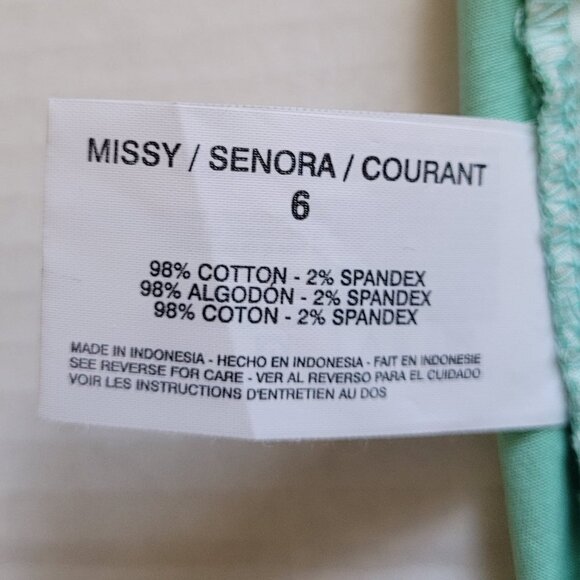 MISSY / SENORA / COURANT
6
98% COTTON - 2% SPANDEX
98% ALGODÓN - 2% SPANDEX
98% COTON - 2% SPANDEX
MADE IN INDONESIA - HECHO EN INDONESIA - FAIT EN INDONESIE
SEE REVERSE FOR CARE - VER AL REVERSO PARA EL CUIDADO
VOIR LES INSTRUCTIONS D'ENTRETIEN AU DOS